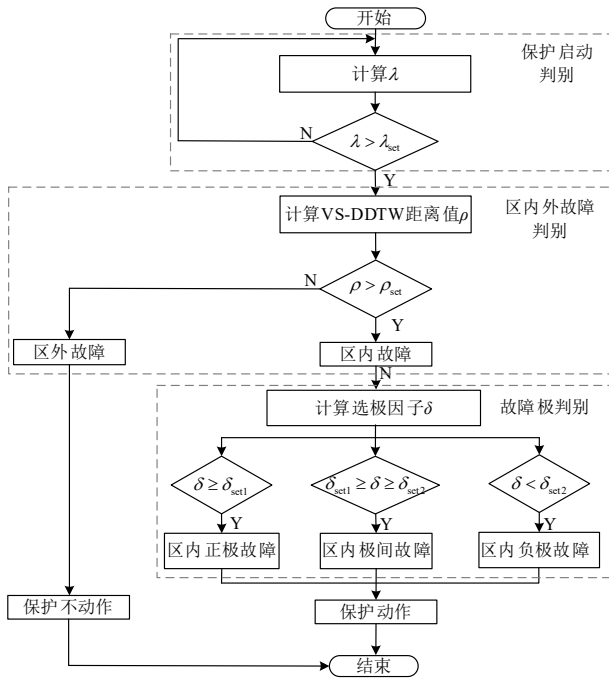 开始
保护启动
判别
计算λ
N
λ > λset
Y
计算VS-DDTW距离值ρ
区内外故障
判别
N
ρ > ρset
Y
区外故障
区内故障
N
计算选极因子δ
故障极判别
δ ≥ δset1
δset1 ≥ δ ≥ δset2
δ < δset2
Y
Y
Y
区内正极故障
区内极间故障
区内负极故障
保护不动作
保护动作
结束